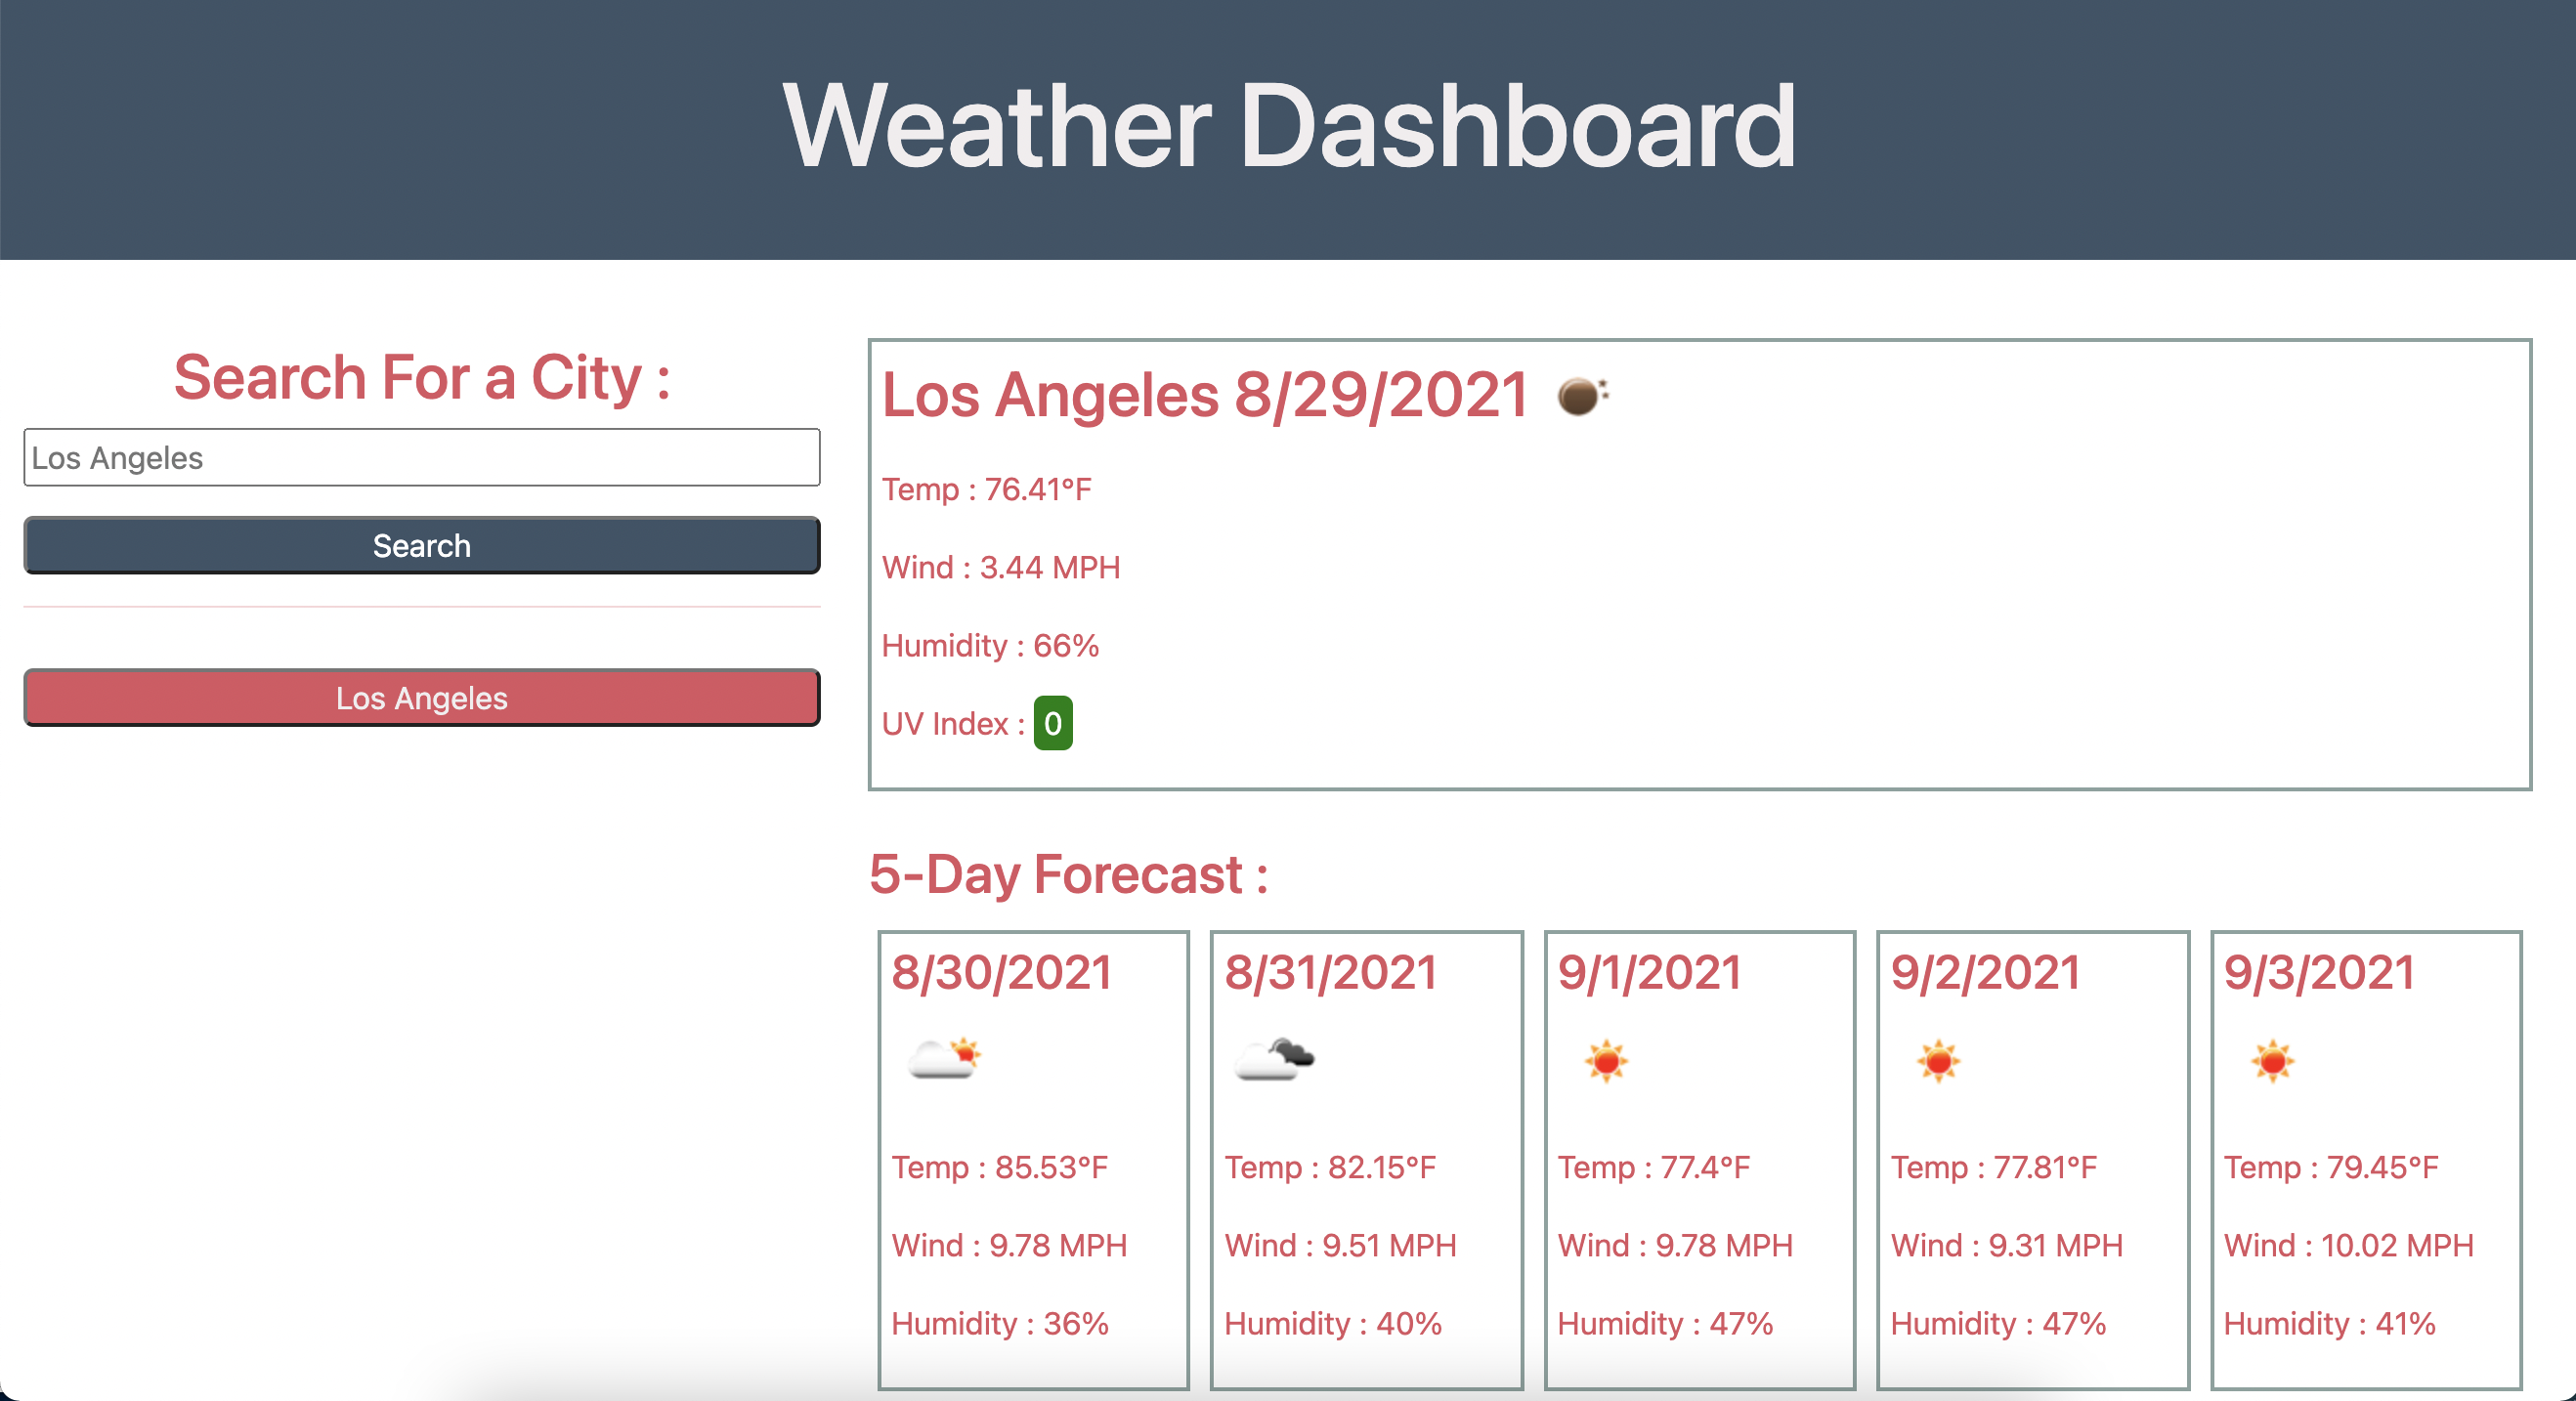 Weather Dashboard
Search For a City :
Los Angeles
Search
Los Angeles
Los Angeles 8/29/2021
Temp : 76.41°F
Wind : 3.44 MPH
Humidity : 66%
UV Index : 0
5-Day Forecast :
8/30/2021
Temp : 85.53°F
Wind : 9.78 MPH
Humidity : 36%
8/31/2021
Temp : 82.15°F
Wind : 9.51 MPH
Humidity : 40%
9/1/2021
Temp : 77.4°F
Wind : 9.78 MPH
Humidity : 47%
9/2/2021
Temp : 77.81°F
Wind : 9.31 MPH
Humidity : 47%
9/3/2021
Temp : 79.45°F
Wind : 10.02 MPH
Humidity : 41%